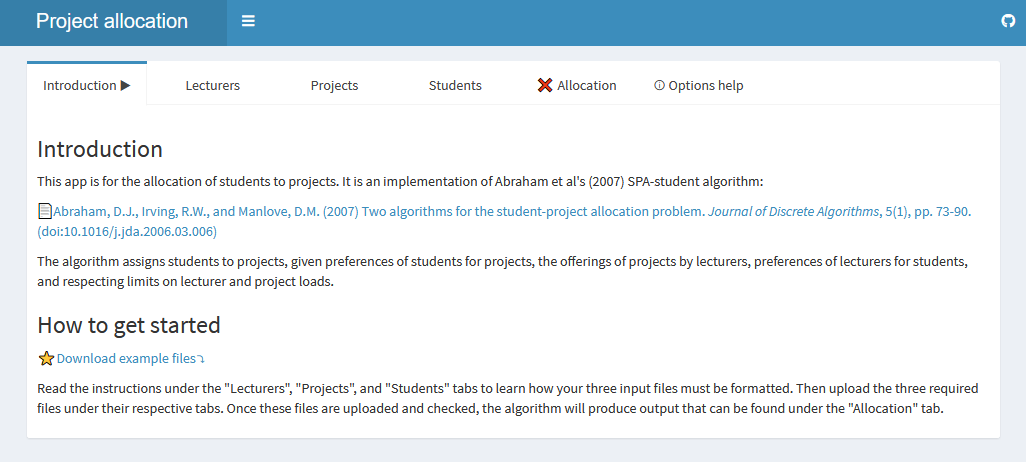 Project allocation
Introduction ▶ Lecturers Projects Students ❌ Allocation ⓘ Options help
Introduction
This app is for the allocation of students to projects. It is an implementation of Abraham et al's (2007) SPA-student algorithm:
Abraham, D.J., Irving, R.W., and Manlove, D.M. (2007) Two algorithms for the student-project allocation problem. Journal of Discrete Algorithms, 5(1), pp. 73-90.
(doi:10.1016/j.jda.2006.03.006)
The algorithm assigns students to projects, given preferences of students for projects, the offerings of projects by lecturers, preferences of lecturers for students,
and respecting limits on lecturer and project loads.
How to get started
Download example files⤵
Read the instructions under the "Lecturers", "Projects", and "Students" tabs to learn how your three input files must be formatted. Then upload the three required
files under their respective tabs. Once these files are uploaded and checked, the algorithm will produce output that can be found under the "Allocation" tab.